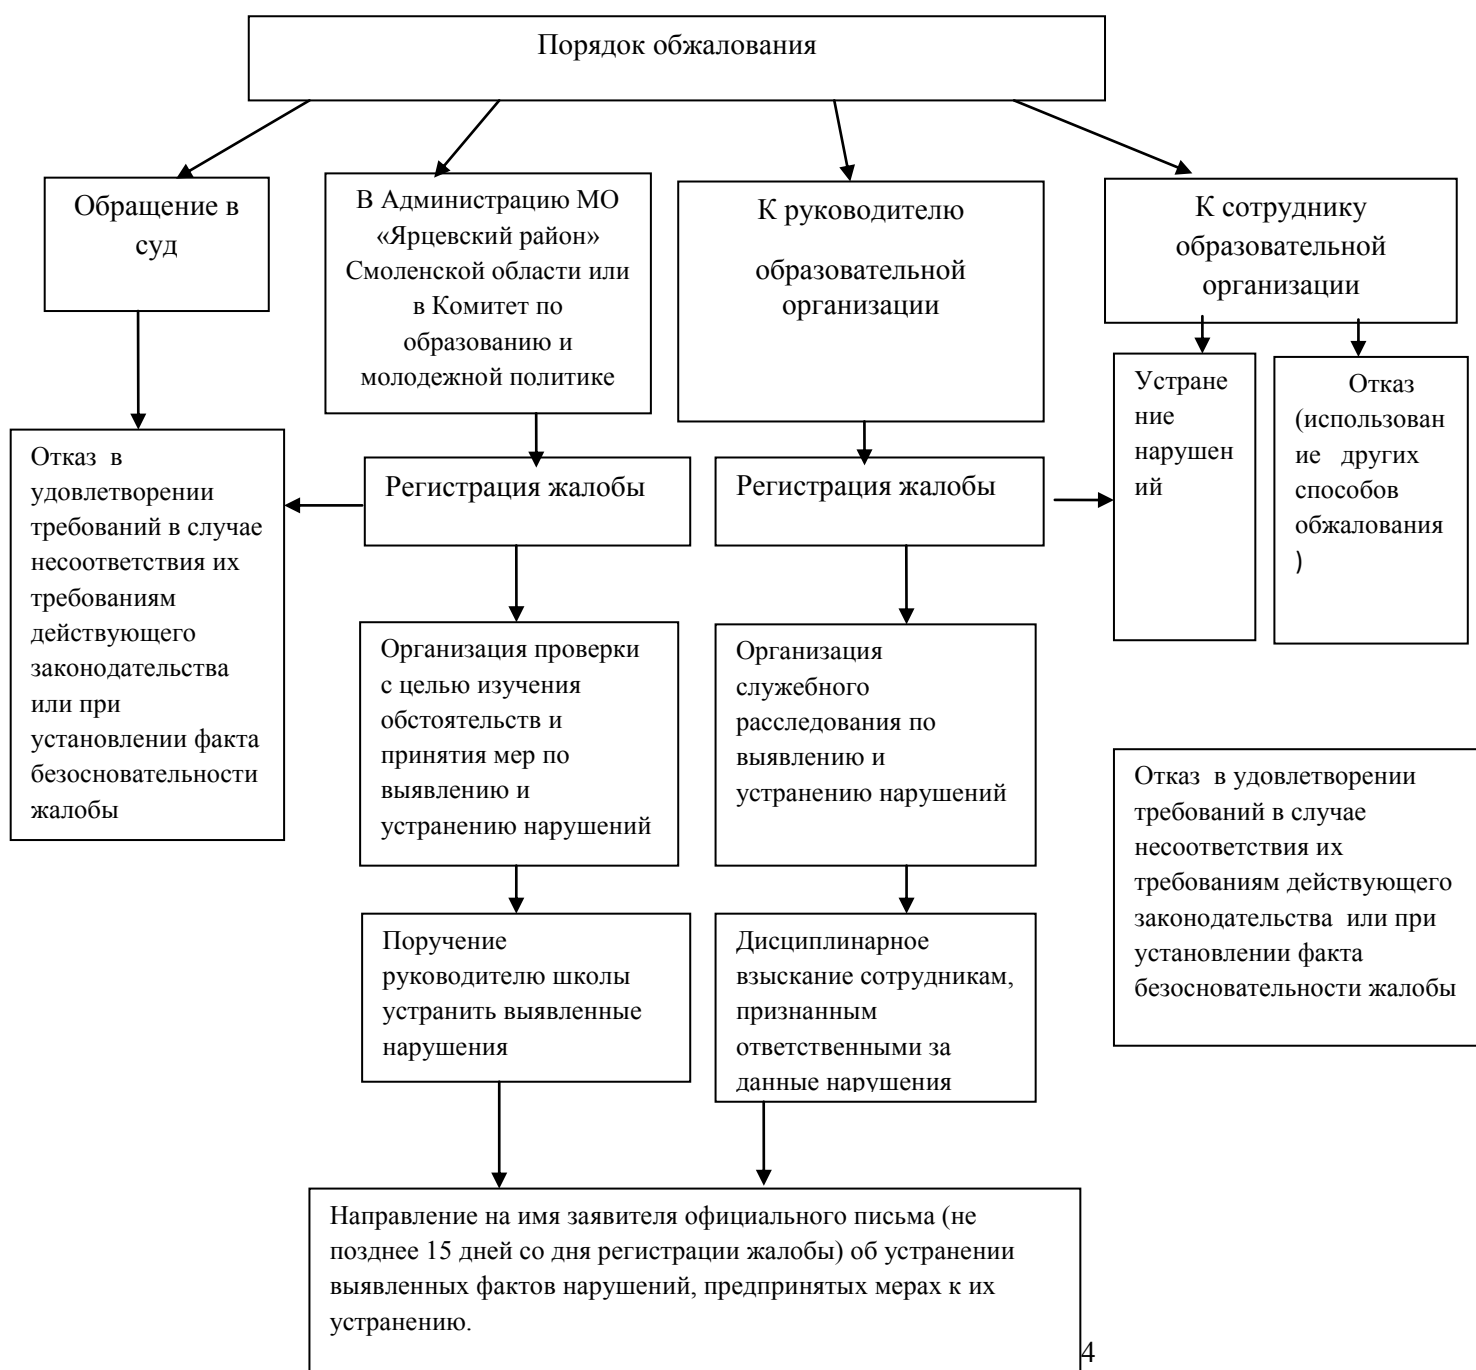 Порядок обжалования
Обращение в
суд
В Администрацию МО
«Ярцевский район»
Смоленской области или
в Комитет по
образованию и
молодежной политике
К руководителю
образовательной
организации
К сотруднику
образовательной
организации
Устране
ние
нарушен
ий
Отказ
(использован
ие других
способов
обжалования
)
Отказ в
удовлетворении
требований в случае
несоответствия их
требованиям
действующего
законодательства
или при
установлении факта
безосновательности
жалобы
Регистрация жалобы
Регистрация жалобы
Организация проверки
с целью изучения
обстоятельств и
принятия мер по
выявлению и
устранению нарушений
Организация
служебного
расследования по
выявлению и
устранению нарушений
Отказ в удовлетворении
требований в случае
несоответствия их
требованиям действующего
законодательства или при
установлении факта
безосновательности жалобы
Поручение
руководителю школы
устранить выявленные
нарушения
Дисциплинарное
взыскание сотрудникам,
признанным
ответственными за
данные нарушения
Направление на имя заявителя официального письма (не
позднее 15 дней со дня регистрации жалобы) об устранении
выявленных фактов нарушений, предпринятых мерах к их
устранению.
4